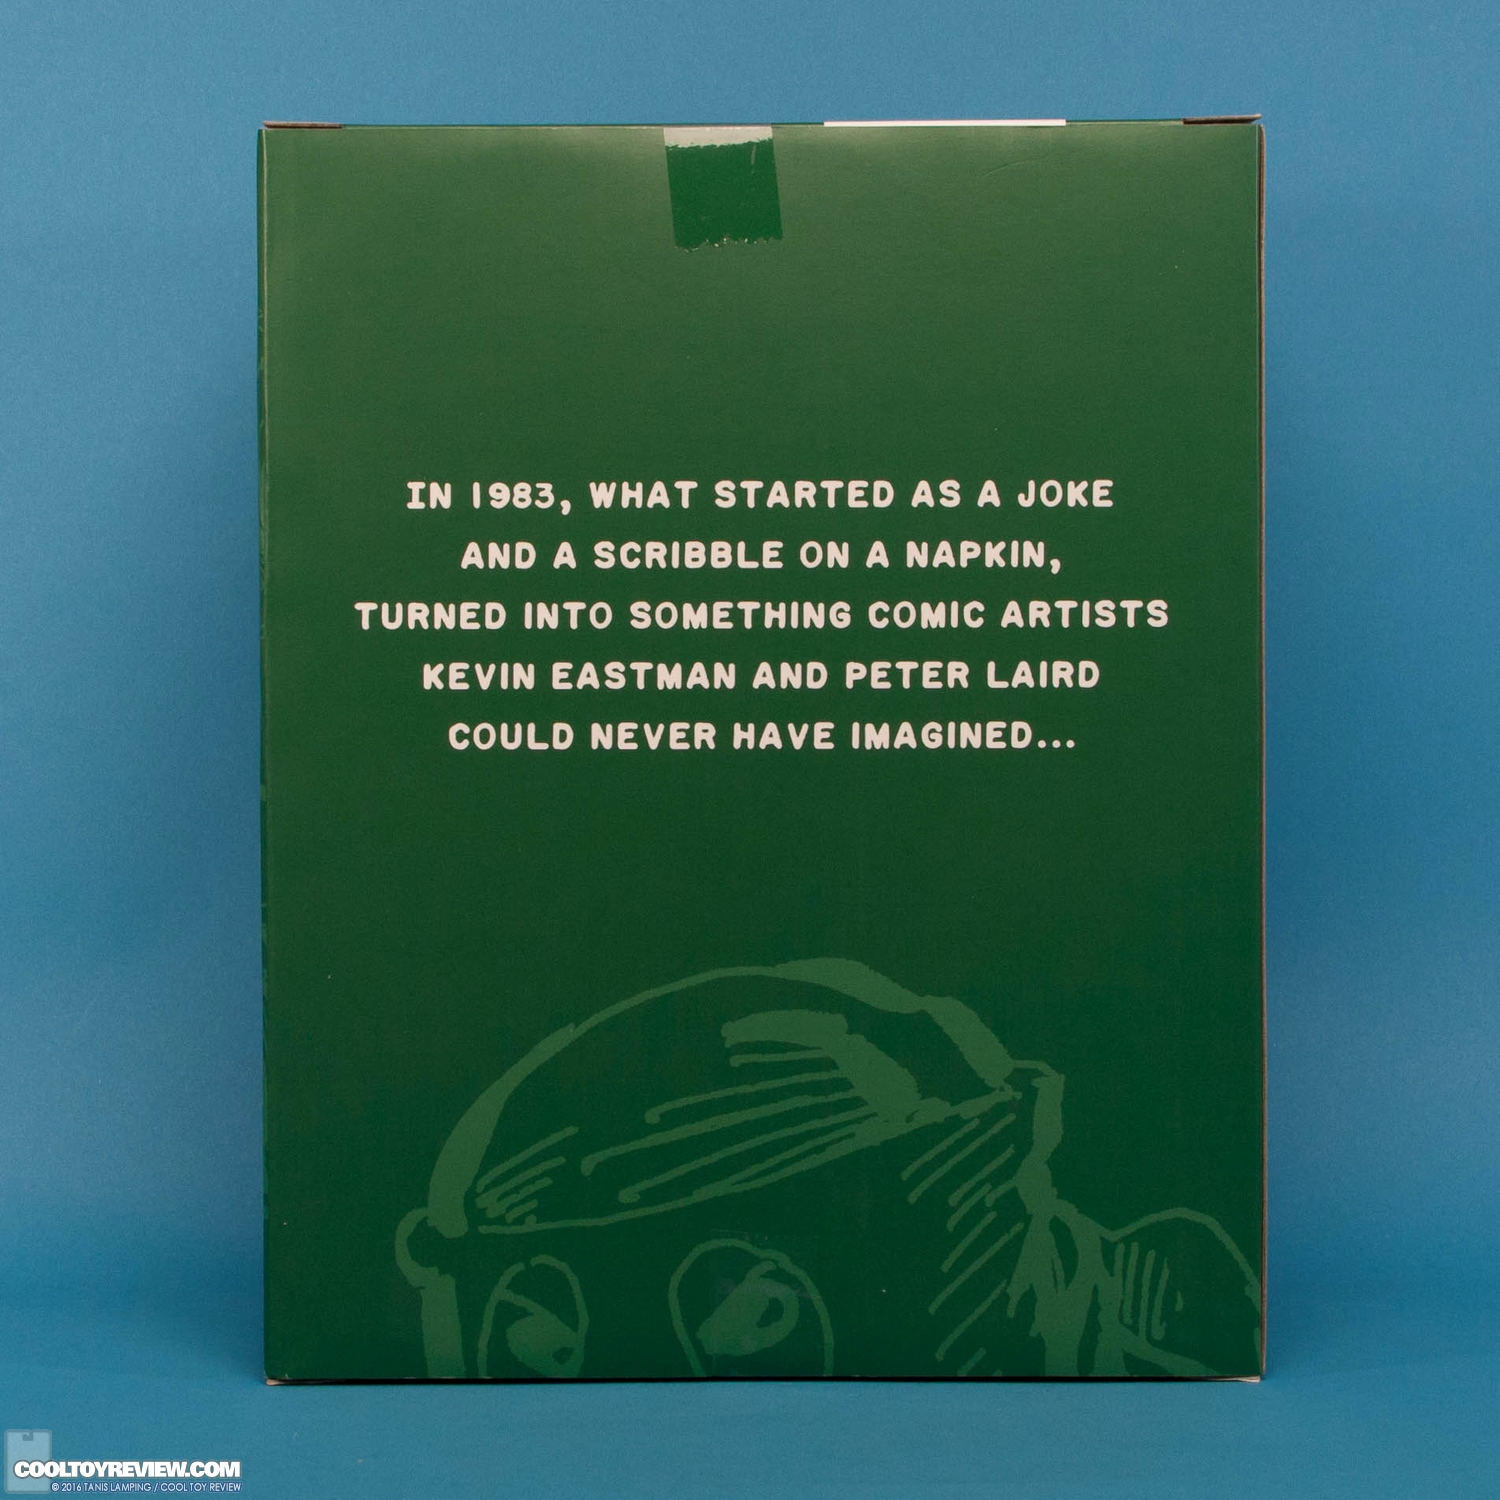 IN 1983, WHAT STARTED AS A JOKE
AND A SCRIBBLE ON A NAPKIN,
TURNED INTO SOMETHING COMIC ARTISTS
KEVIN EASTMAN AND PETER LAIRD
COULD NEVER HAVE IMAGINED...
COOLTOYREVIEW.COM
© 2016 TANIS LAMPING / COOL TOY REVIEW